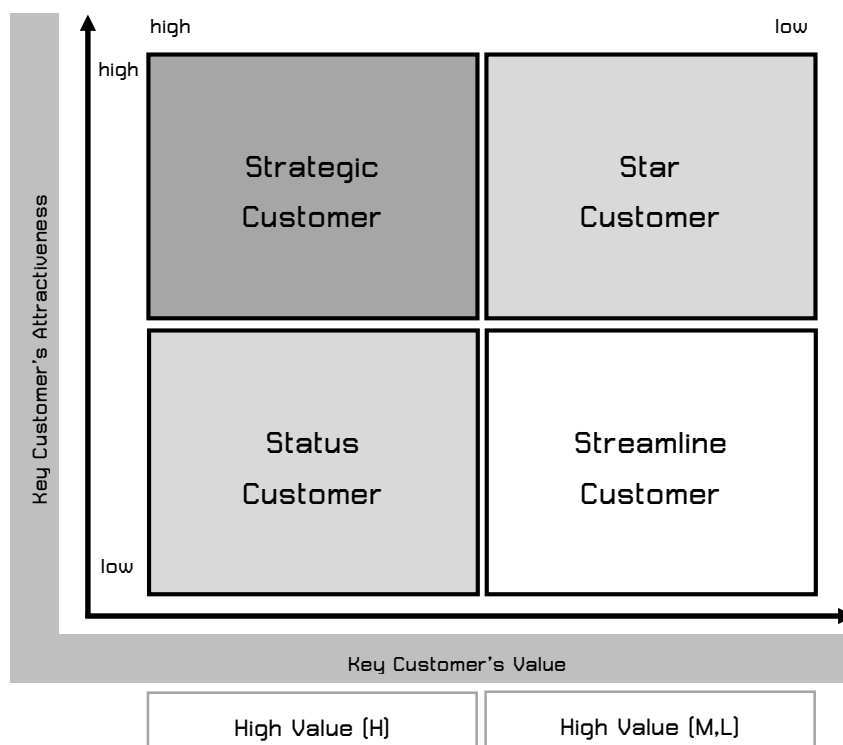 high
low
high
Strategic
Customer
Star
Customer
Key Customer's Attractiveness
Status
Customer
Streamline
Customer
low
Key Customer's Value
High Value (H)
High Value (M,L)